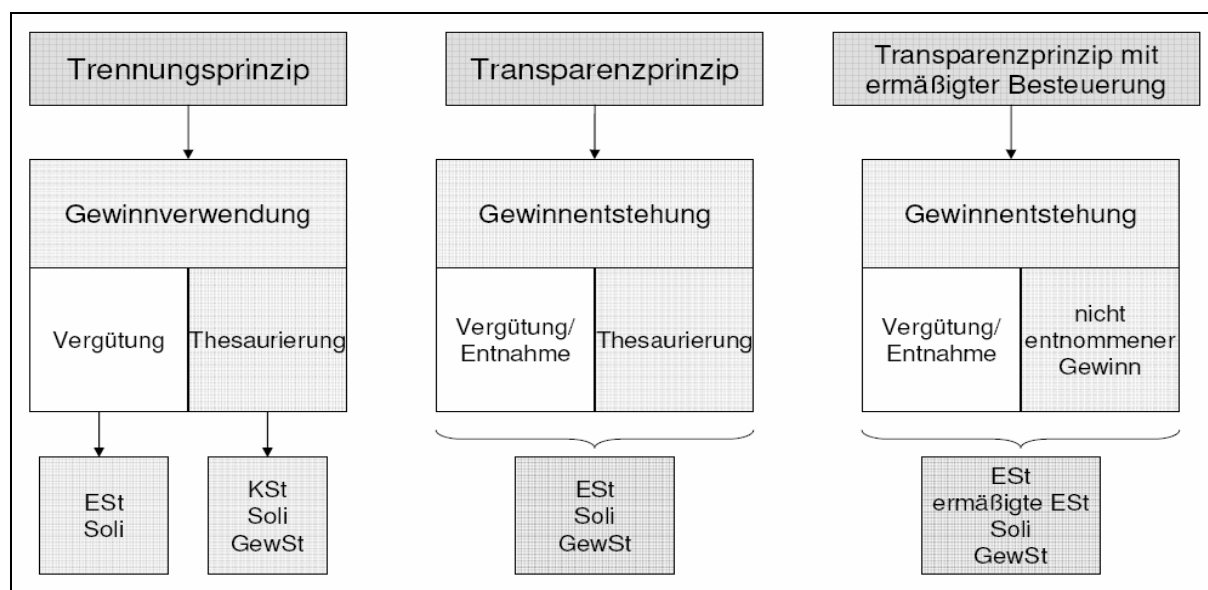 Trennungsprinzip
Gewinnverwendung
Vergütung
Thesaurierung
ESt
Soli
KSt
Soli
GewSt
Transparenzprinzip
Gewinnentstehung
Vergütung/
Entnahme
Thesaurierung
ESt
Soli
GewSt
Transparenzprinzip mit
ermäßigter Besteuerung
Gewinnentstehung
Vergütung/
Entnahme
nicht
entnommener
Gewinn
ESt
ermäßigte ESt
Soli
GewSt